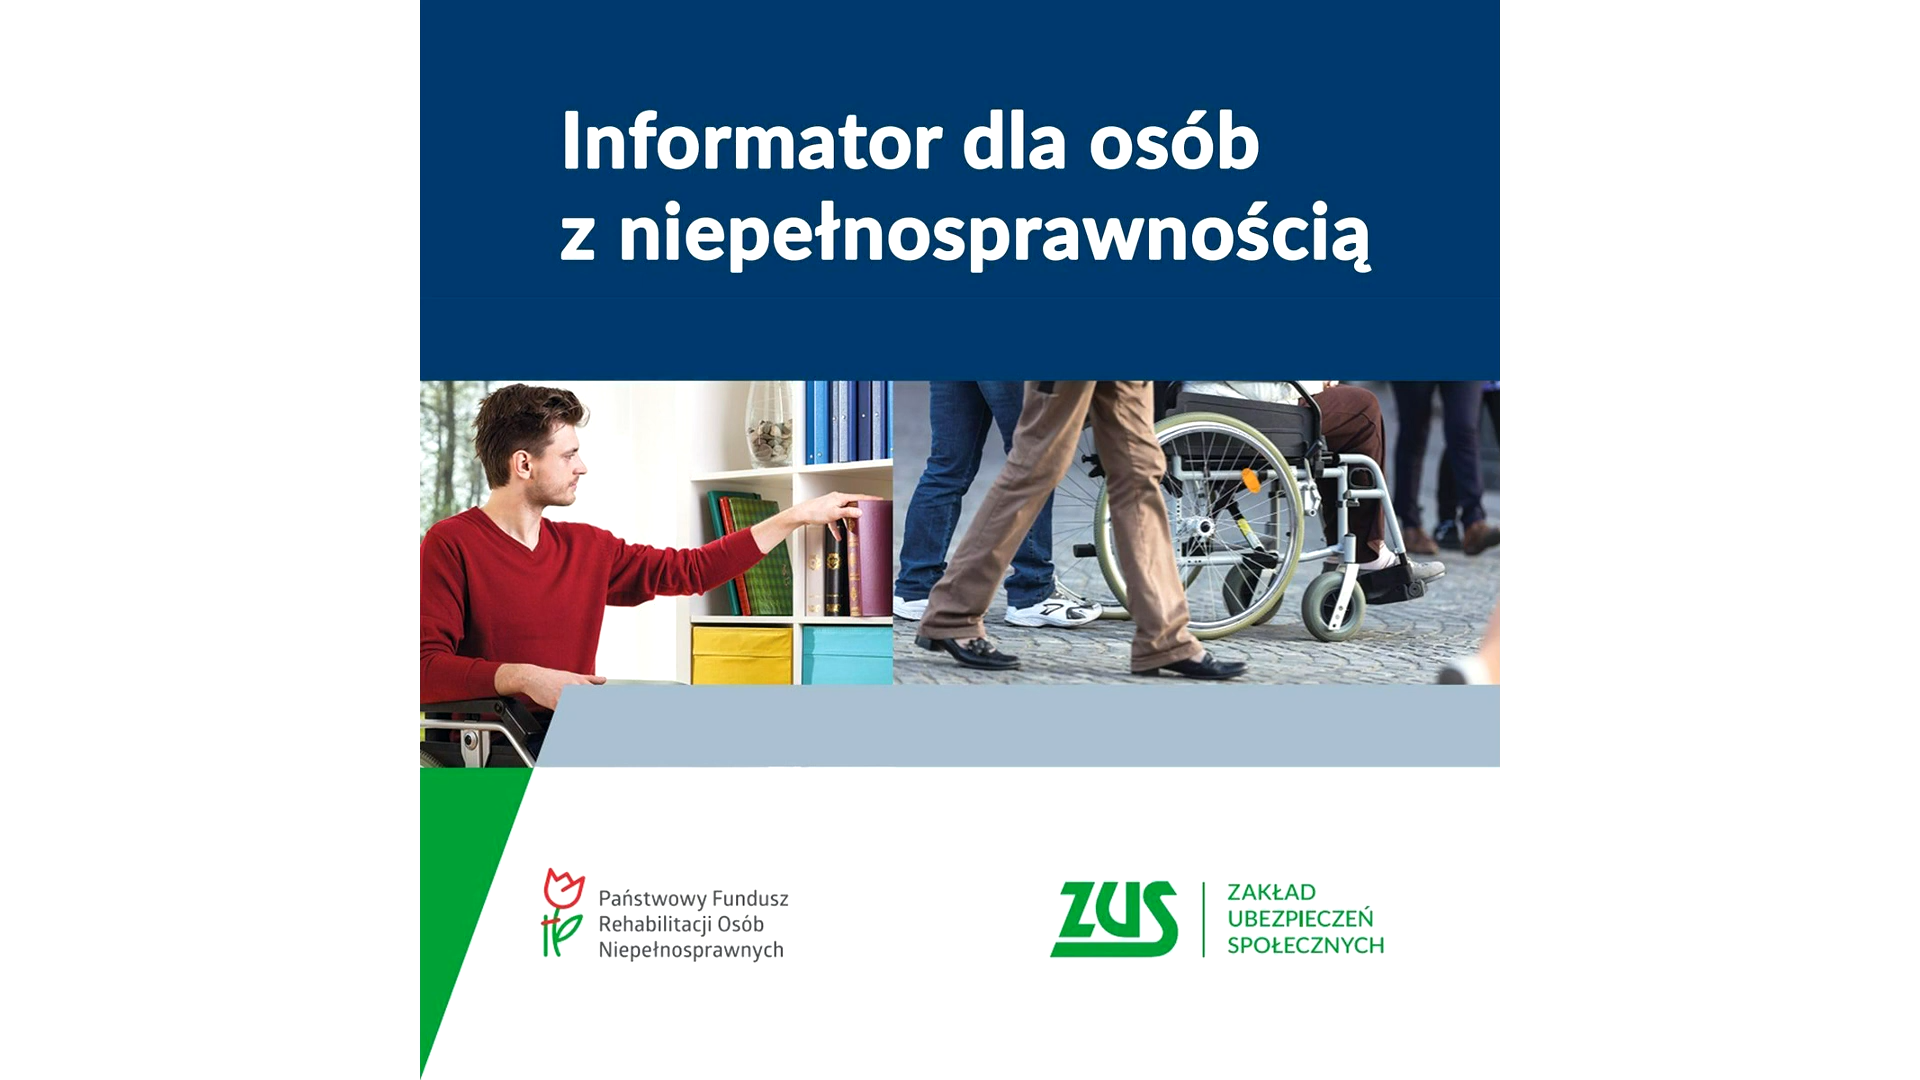 Informator dla osób
z niepełnosprawnością
Państwowy Fundusz
Rehabilitacji Osób
Niepełnosprawnych
ZUS
ZAKŁAD
UBEZPIECZEŃ
SPOŁECZNYCH